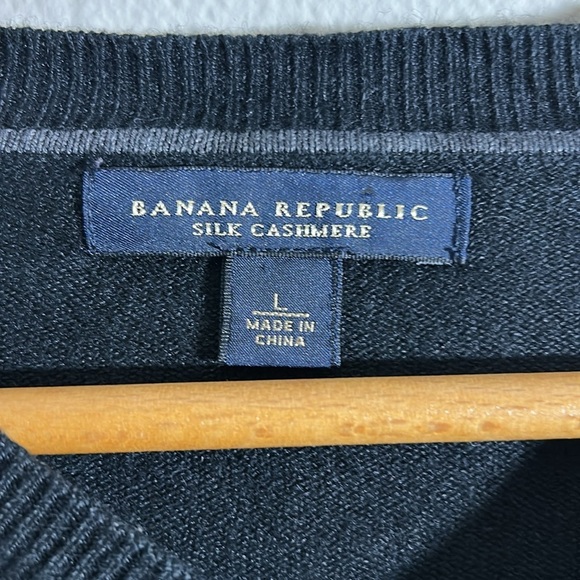 BANANA REPUBLIC
SILK CASHMERE
L
MADE IN
CHINA